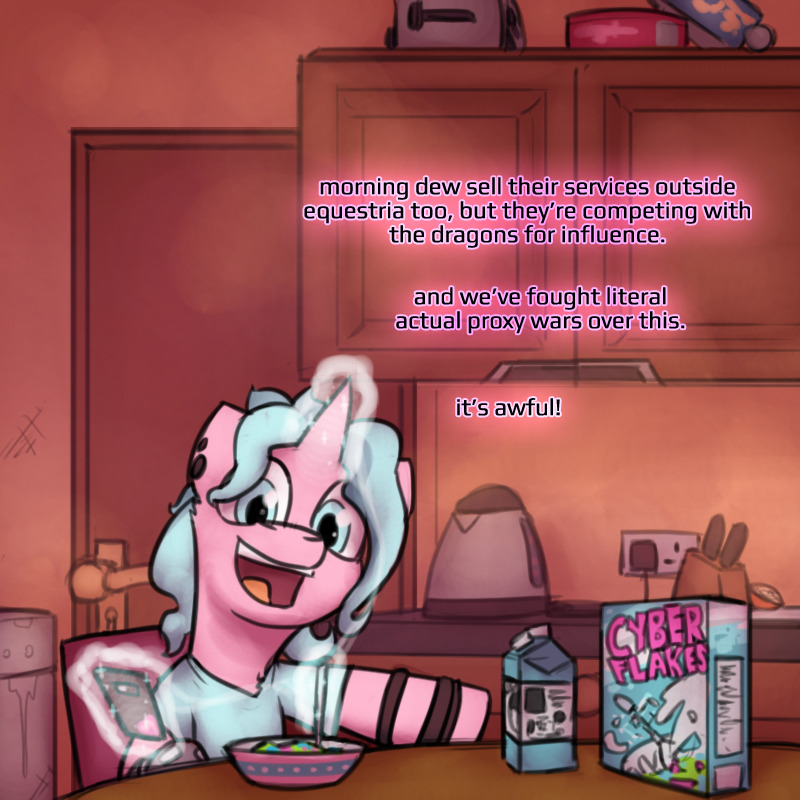 morning dew sell their services outside
equestria too, but they're competing with
the dragons for influence.
and we've fought literal
actual proxy wars over this.
it's awful!
CYBER
FLAKES